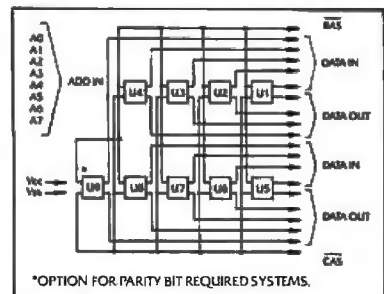 RAS
A0
A1
A2
A3
A4
A5
A6
A7
ADD IN
DATA IN
U4
U3
U2
U1
DATA OUT
DATA IN
*
Vcc
Vss
U9
U8
U7
U6
U5
DATA OUT
CAS
*OPTION FOR PARITY BIT REQUIRED SYSTEMS.